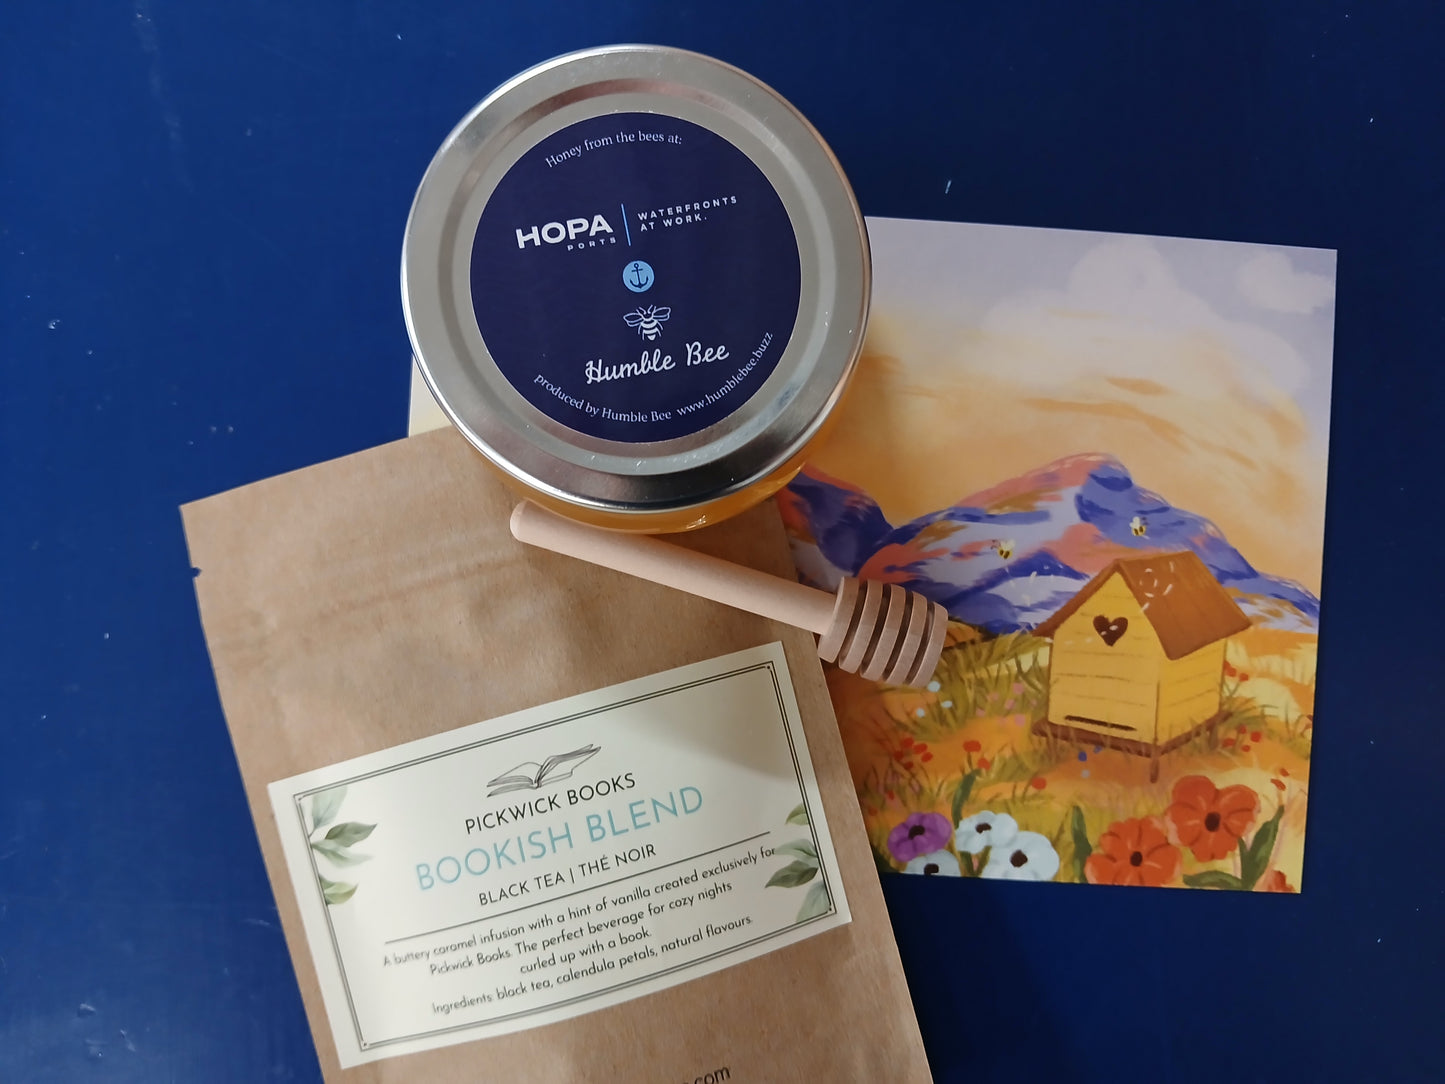 Honey from the bees at:
HOPA
PORTS
WATERFRONTS
AT WORK.
Humble Bee
produced by Humble Bee www.humblebee.buzz
PICKWICK BOOKS
BOOKISH BLEND
BLACK TEA | THÉ NOIR
A buttery caramel infusion with a hint of vanilla created exclusively for
Pickwick Books. The perfect beverage for cozy nights
curled up with a book.
Ingredients: black tea, calendula petals, natural flavours.
.com